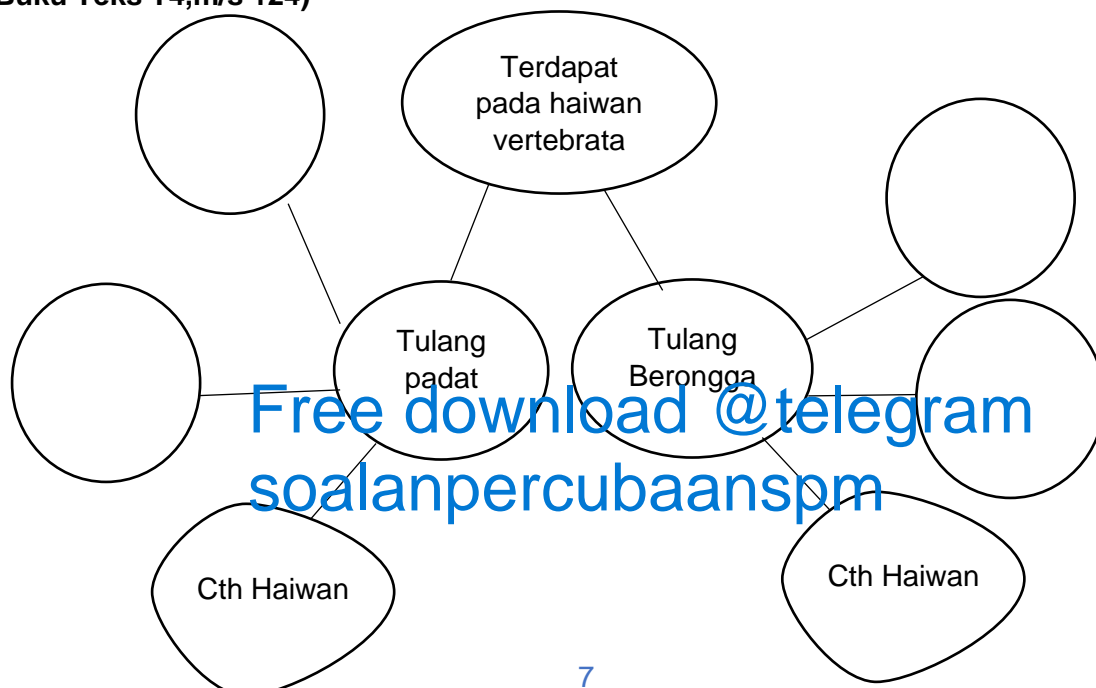 Buku Teks T4,m/s 124)
Terdapat
pada haiwan
vertebrata
Tulang
padat
Tulang
Berongga
Free download @telegram
soalanpercubaanspm
Cth Haiwan
Cth Haiwan
7